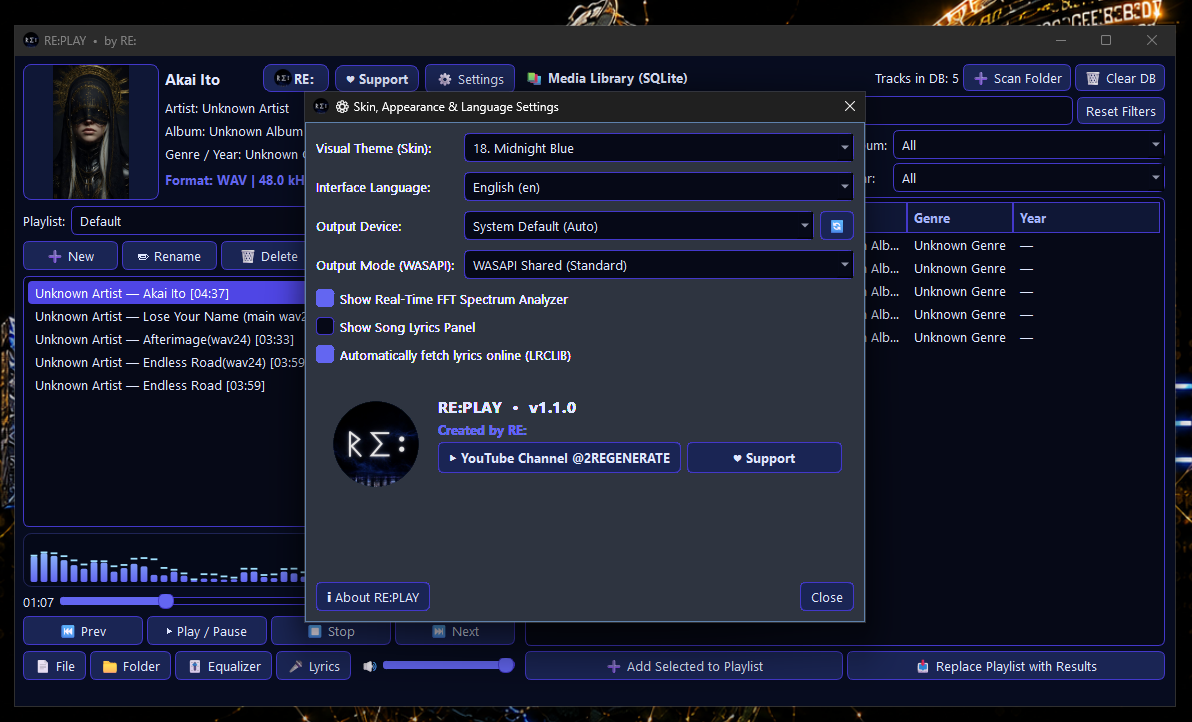 RE:PLAY • by RE:
Akai Ito
RE:
♥ Support
Settings
Media Library (SQLite)
Tracks in DB: 5
Scan Folder
Clear DB
Artist: Unknown Artist
Album: Unknown Album
Genre / Year: Unknown
Format: WAV | 48.0 kH
Reset Filters
um:
All
r:
All
Playlist:
Default
New
Rename
Delete
Unknown Artist — Akai Ito [04:37]
Unknown Artist — Lose Your Name (main wav2
Unknown Artist — Afterimage(wav24) [03:33]
Unknown Artist — Endless Road(wav24) [03:59
Unknown Artist — Endless Road [03:59]
Genre
Year
Alb... Unknown Genre —
Alb... Unknown Genre —
Alb... Unknown Genre —
Alb... Unknown Genre —
Alb... Unknown Genre —
Skin, Appearance & Language Settings
Visual Theme (Skin):
18. Midnight Blue
Interface Language:
English (en)
Output Device:
System Default (Auto)
Output Mode (WASAPI):
WASAPI Shared (Standard)
Show Real-Time FFT Spectrum Analyzer
Show Song Lyrics Panel
Automatically fetch lyrics online (LRCLIB)
RΣ:
RE:PLAY • v1.1.0
Created by RE:
YouTube Channel @2REGENERATE
♥ Support
i About RE:PLAY
Close
01:07
Prev
Play / Pause
Stop
Next
File
Folder
Equalizer
Lyrics
Add Selected to Playlist
Replace Playlist with Results